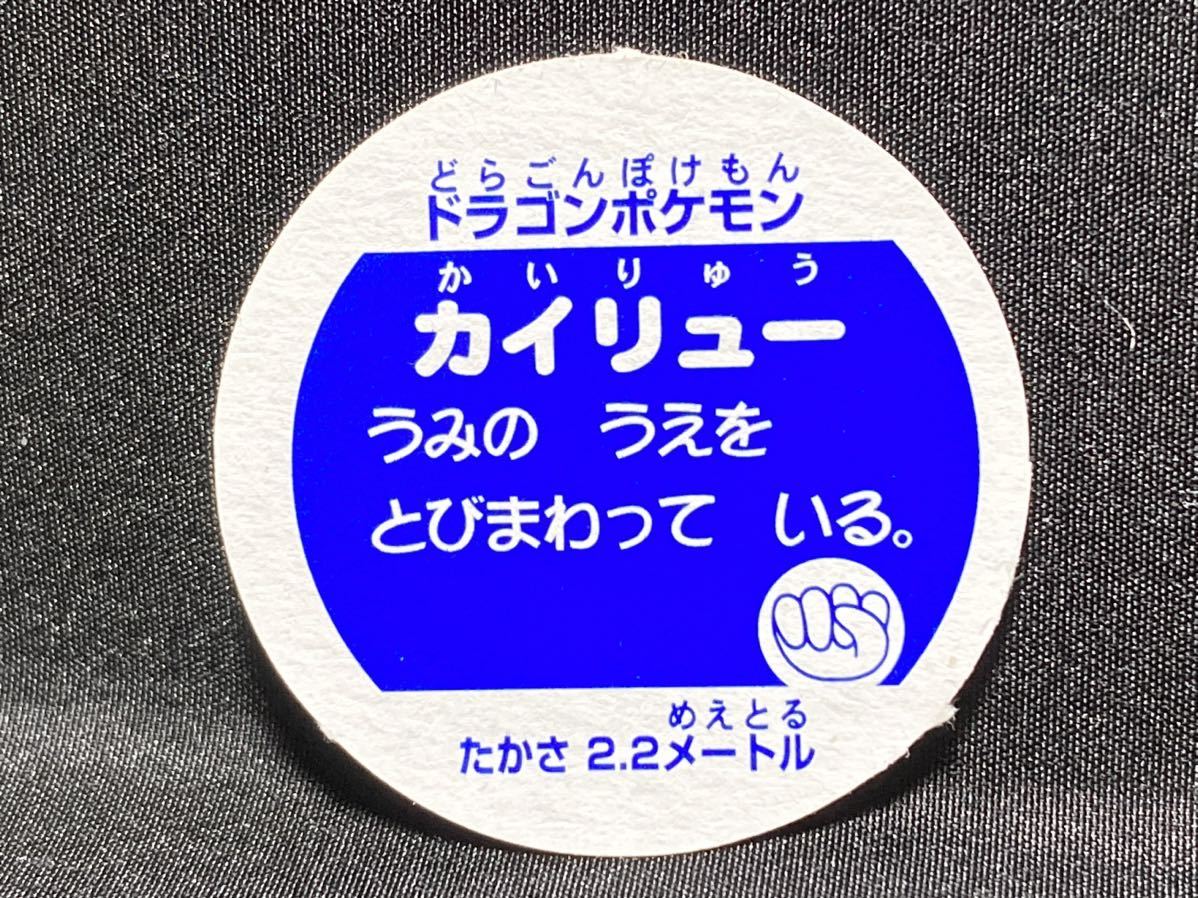 どらごんぽけもん
ドラゴンポケモン
かいりゅう
カイリュー
うみの　うえを
とびまわって　いる。
めえとる
たかさ 2.2メートル